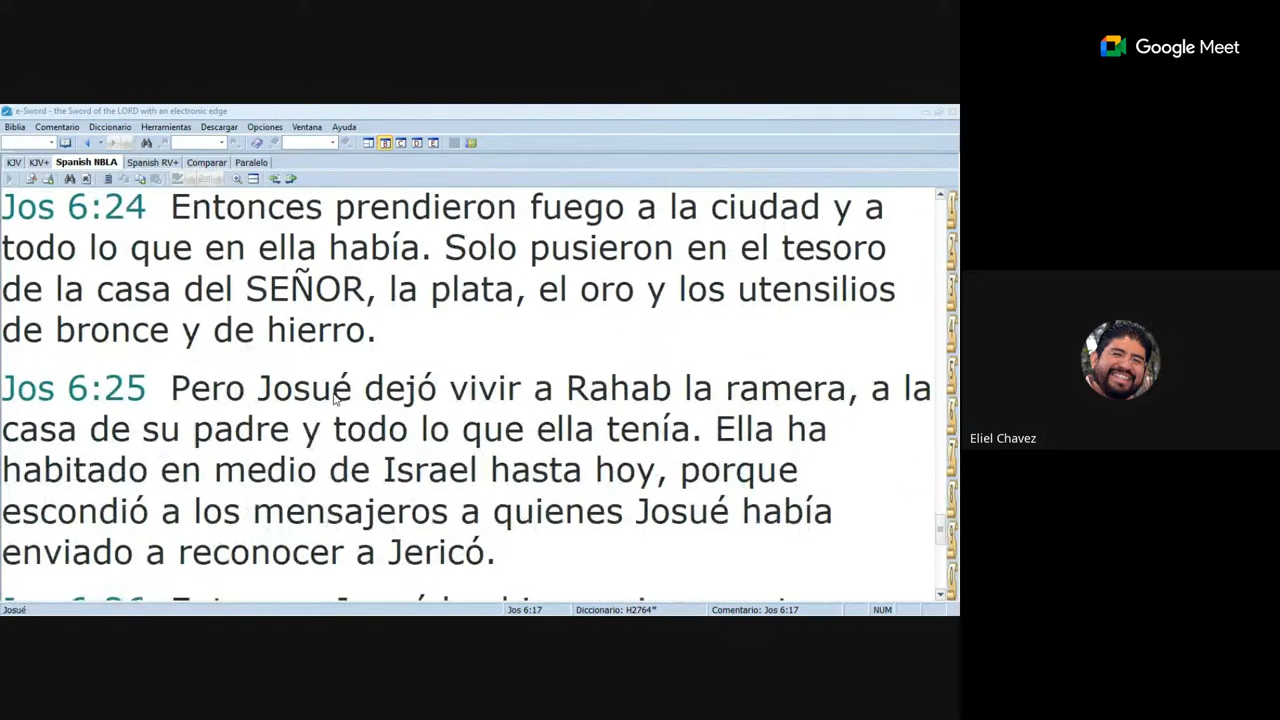 Google Meet
e-Sword - the Sword of the LORD with an electronic edge
Biblia Comentario Diccionario Herramientas Descargar Opciones Ventana Ayuda
KJV KJV+ Spanish NBLA Spanish RV+ Comparar Paralelo
Jos 6:24 Entonces prendieron fuego a la ciudad y a
todo lo que en ella había. Solo pusieron en el tesoro
de la casa del SEÑOR, la plata, el oro y los utensilios
de bronce y de hierro.
Jos 6:25 Pero Josué dejó vivir a Rahab la ramera, a la
casa de su padre y todo lo que ella tenía. Ella ha
habitado en medio de Israel hasta hoy, porque
escondió a los mensajeros a quienes Josué había
enviado a reconocer a Jericó.
Josué Jos 6:17 Diccionario: H2764* Comentario: Jos 6:17 NUM
Eliel Chavez